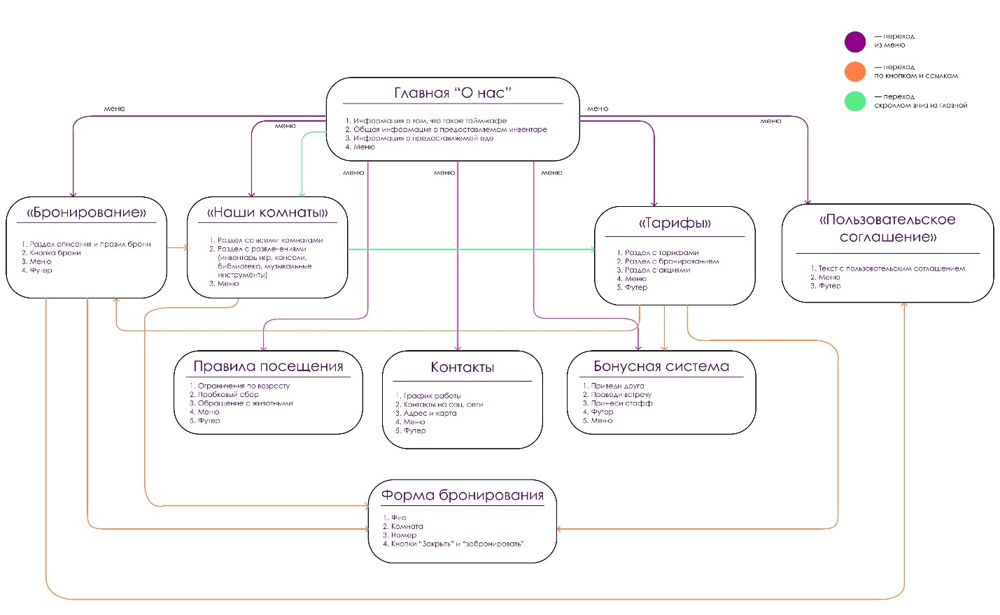 — переход
из меню
— переход
по кнопкам и ссылкам
— переход
скроллом вниз из главной
Главная “О нас”
1. Информация о том, что такое тайм-кафе
2. Общая информация о предоставляемом инвентаре
3. Информация о предоставляемой еде
4. Меню
меню
меню
меню
меню
меню
меню
меню
«Бронирование»
1. Раздел описания и правил брони
2. Кнопка брони
3. Меню
4. Футер
«Наши комнаты»
1. Раздел со всеми комнатами
2. Раздел с развлечениями
(инвентарь игр, консоли,
библиотека, музыкальные
инструменты)
3. Меню
«Тарифы»
1. Раздел с тарифами
2. Раздел с бронированием
3. Раздел с акциями
4. Меню
5. Футер
«Пользовательское
соглашение»
1. Текст с пользовательским соглашением
2. Меню
3. Футер
Правила посещения
1. Ограничения по возрасту
2. Пробковый сбор
3. Обращение с животными
4. Меню
5. Футер
Контакты
1. График работы
2. Контакты на соц. сети
3. Адрес и карта
4. Меню
5. Футер
Бонусная система
1. Приведи друга
2. Проведи встречу
3. Принеси стафф
4. Футер
5. Меню
Форма бронирования
1. Фио
2. Комната
3. Номер
4. Кнопки “Закрыть” и “забронировать”